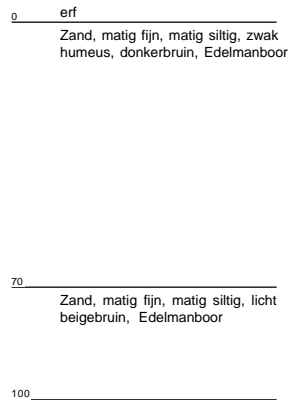 0 erf
Zand, matig fijn, matig siltig, zwak
humeus, donkerbruin, Edelmanboor
70
Zand, matig fijn, matig siltig, licht
beigebruin, Edelmanboor
100